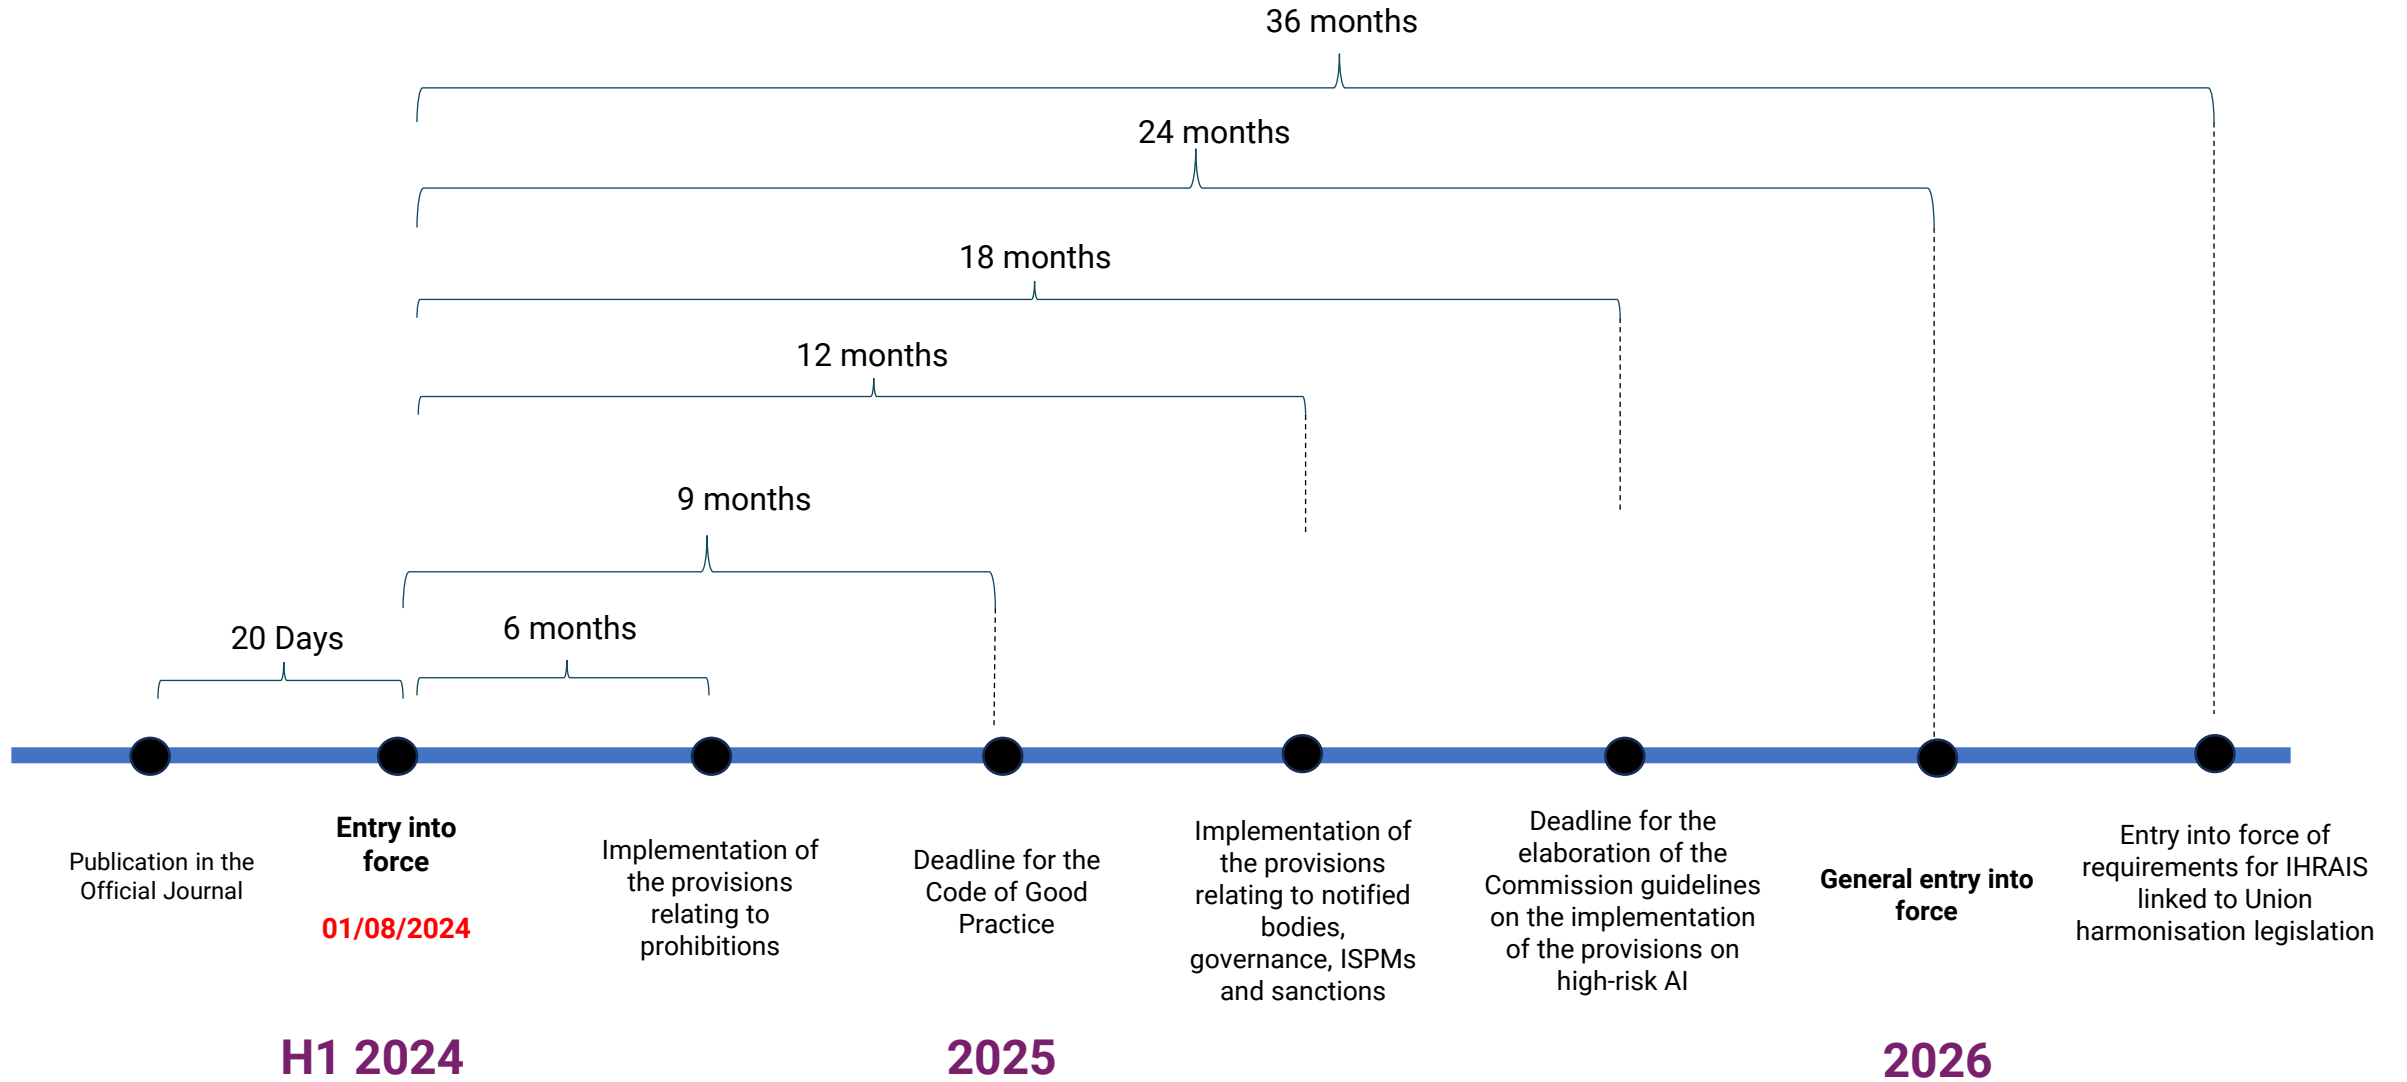 36 months
24 months
18 months
12 months
9 months
20 Days
6 months
Publication in the
Official Journal
Entry into
force
01/08/2024
Implementation of
the provisions
relating to
prohibitions
Deadline for the
Code of Good
Practice
Implementation of
the provisions
relating to notified
bodies,
governance, ISPMs
and sanctions
Deadline for the
elaboration of the
Commission guidelines
on the implementation
of the provisions on
high-risk AI
General entry into
force
Entry into force of
requirements for IHRAIS
linked to Union
harmonisation legislation
H1 2024
2025
2026